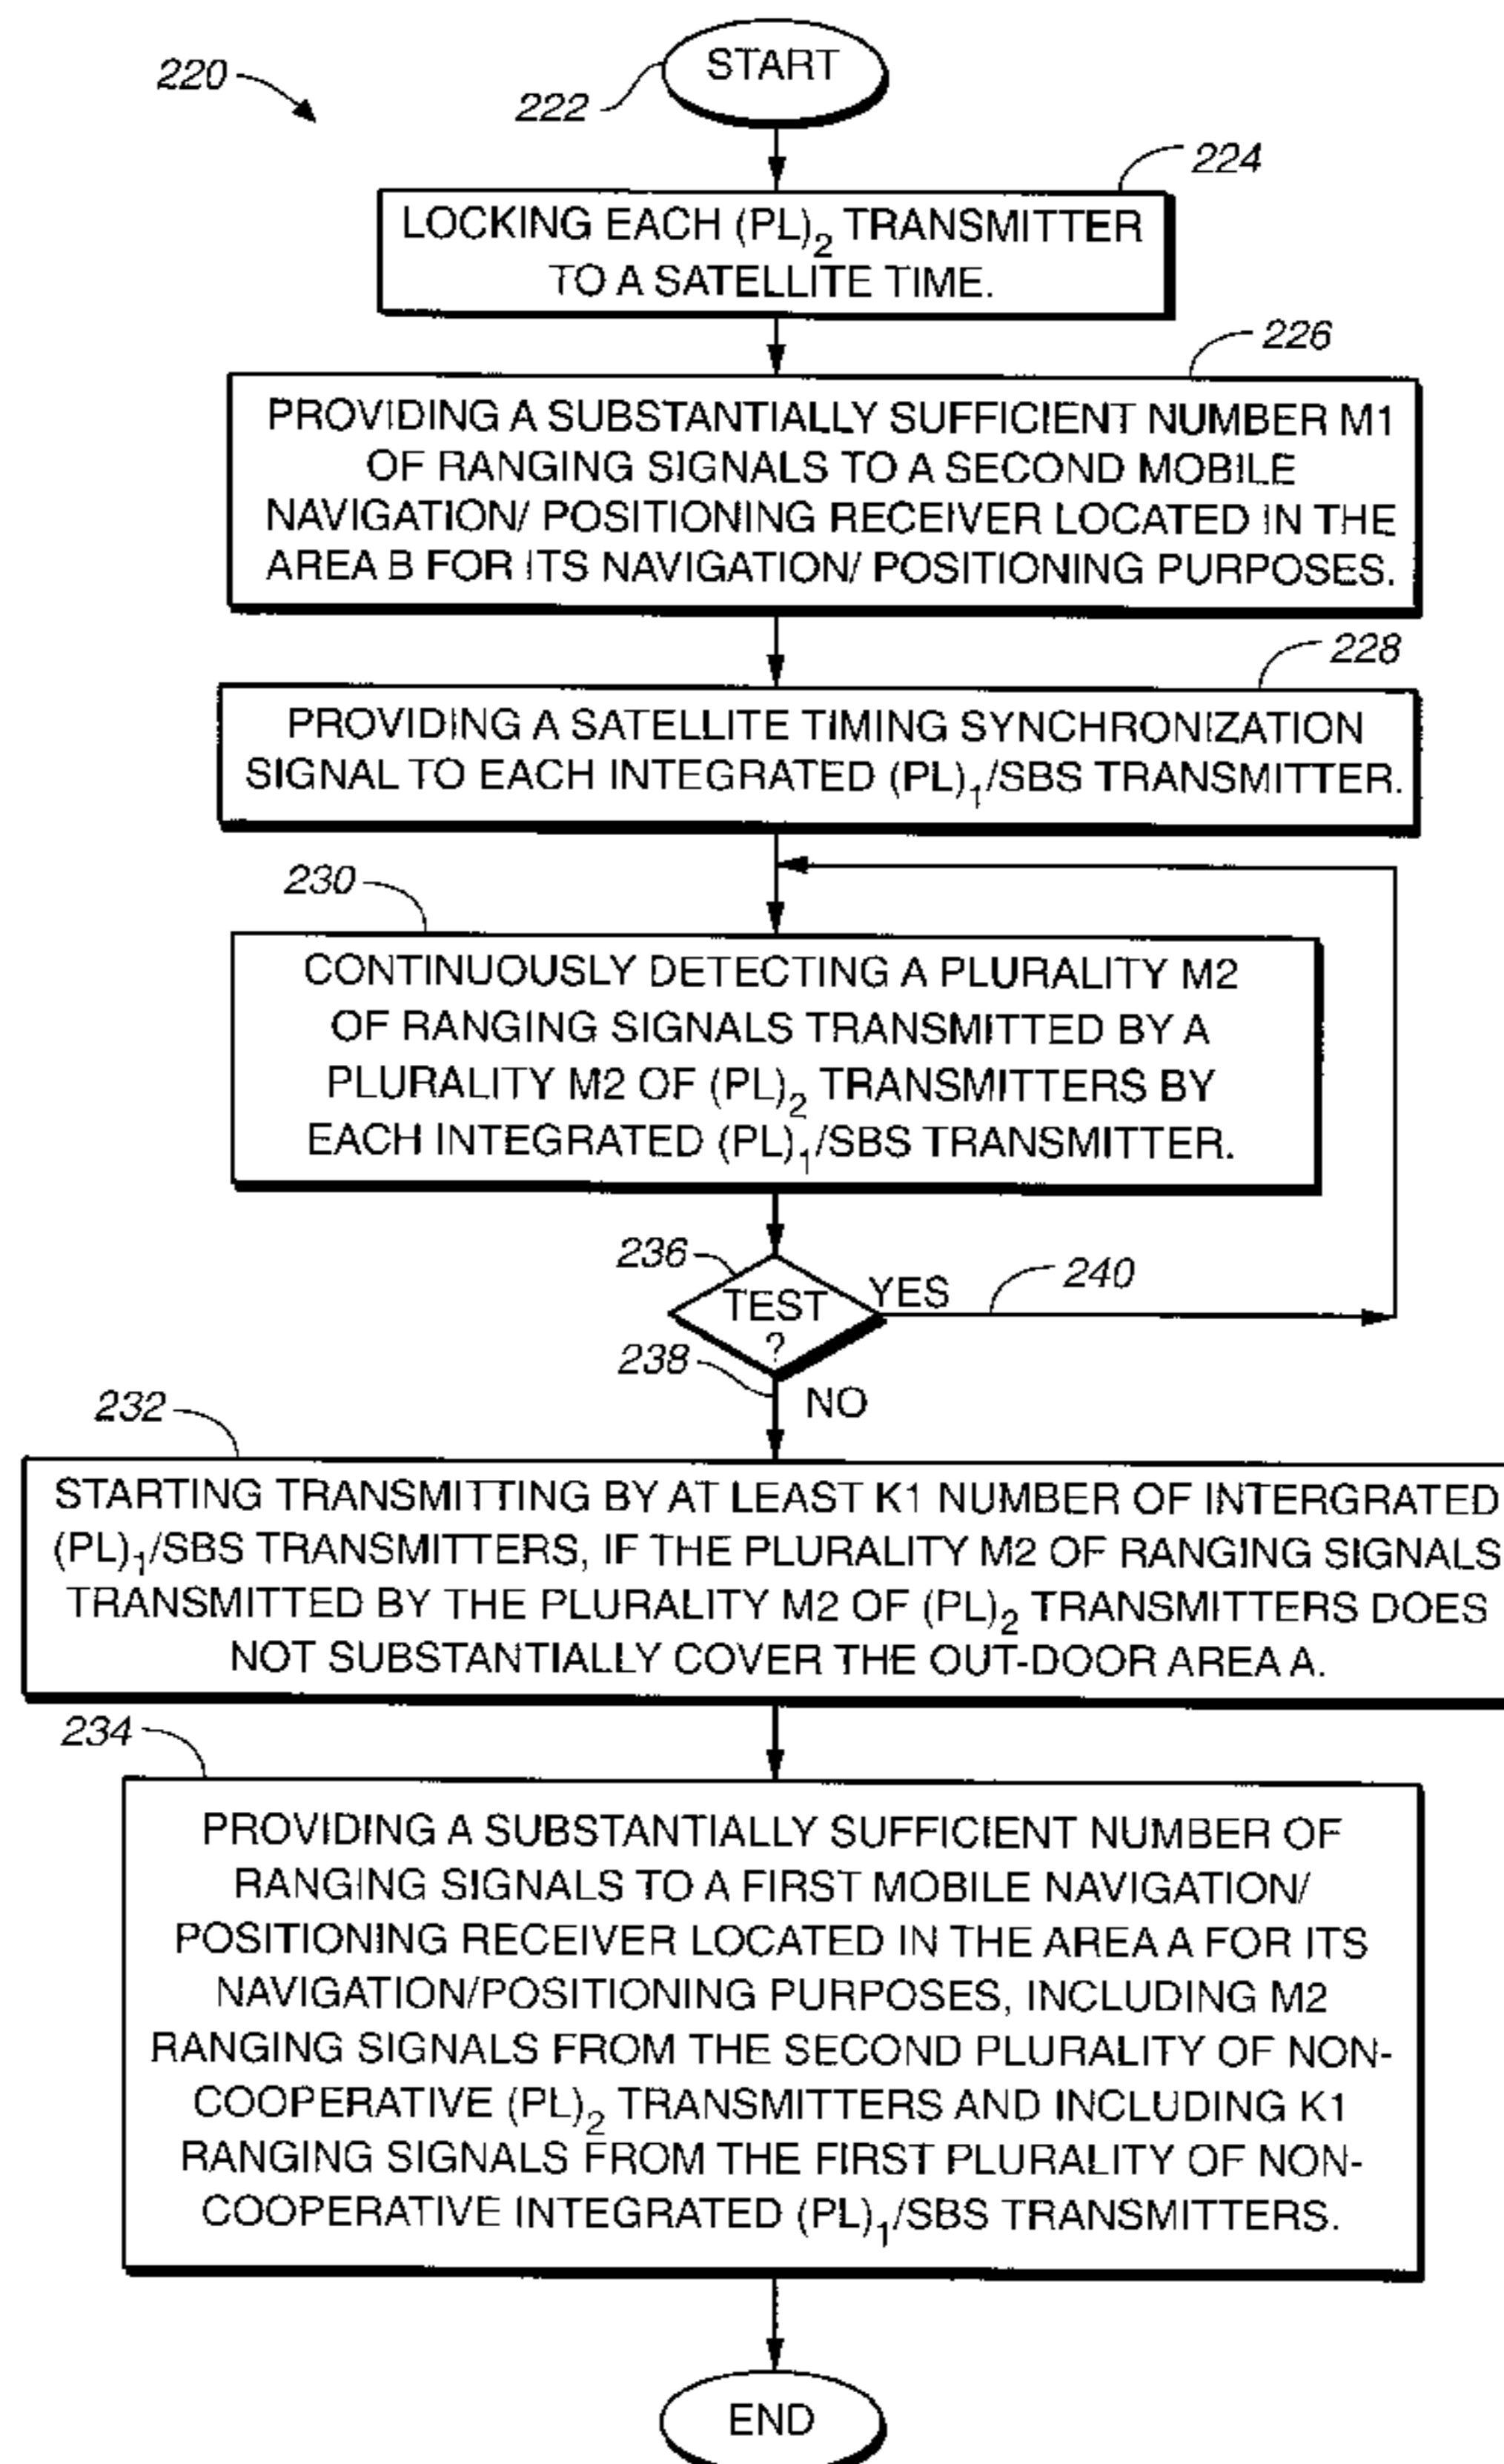 220
222
START
224
LOCKING EACH (PL)2 TRANSMITTER
TO A SATELLITE TIME.
226
PROVIDING A SUBSTANTIALLY SUFFICIENT NUMBER M1
OF RANGING SIGNALS TO A SECOND MOBILE
NAVIGATION/ POSITIONING RECEIVER LOCATED IN THE
AREA B FOR ITS NAVIGATION/ POSITIONING PURPOSES.
228
PROVIDING A SATELLITE TIMING SYNCHRONIZATION
SIGNAL TO EACH INTEGRATED (PL)1/SBS TRANSMITTER.
230
CONTINUOUSLY DETECTING A PLURALITY M2
OF RANGING SIGNALS TRANSMITTED BY A
PLURALITY M2 OF (PL)2 TRANSMITTERS BY
EACH INTEGRATED (PL)1/SBS TRANSMITTER.
236
TEST
?
YES
240
238
NO
232
STARTING TRANSMITTING BY AT LEAST K1 NUMBER OF INTERGRATED
(PL)1/SBS TRANSMITTERS, IF THE PLURALITY M2 OF RANGING SIGNALS
TRANSMITTED BY THE PLURALITY M2 OF (PL)2 TRANSMITTERS DOES
NOT SUBSTANTIALLY COVER THE OUT-DOOR AREA A.
234
PROVIDING A SUBSTANTIALLY SUFFICIENT NUMBER OF
RANGING SIGNALS TO A FIRST MOBILE NAVIGATION/
POSITIONING RECEIVER LOCATED IN THE AREA A FOR ITS
NAVIGATION/POSITIONING PURPOSES, INCLUDING M2
RANGING SIGNALS FROM THE SECOND PLURALITY OF NON-
COOPERATIVE (PL)2 TRANSMITTERS AND INCLUDING K1
RANGING SIGNALS FROM THE FIRST PLURALITY OF NON-
COOPERATIVE INTEGRATED (PL)1/SBS TRANSMITTERS.
END